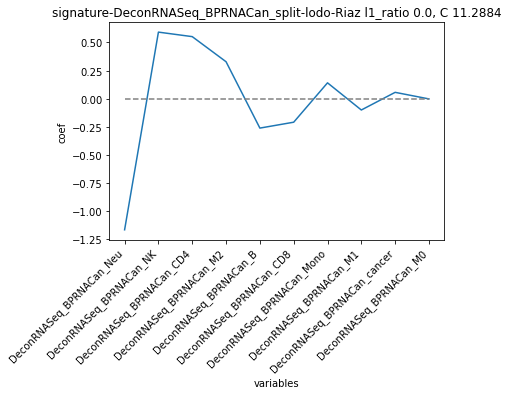 signature-DeconRNASeq_BPRNACan_split-lodo-Riaz l1_ratio 0.0, C 11.2884
0.50
0.25
0.00
−0.25
−0.50
−0.75
−1.00
−1.25
coef
DeconRNASeq_BPRNACan_Neu
DeconRNASeq_BPRNACan_NK
DeconRNASeq_BPRNACan_CD4
DeconRNASeq_BPRNACan_M2
DeconRNASeq_BPRNACan_B
DeconRNASeq_BPRNACan_CD8
DeconRNASeq_BPRNACan_Mono
DeconRNASeq_BPRNACan_M1
DeconRNASeq_BPRNACan_cancer
DeconRNASeq_BPRNACan_M0
variables